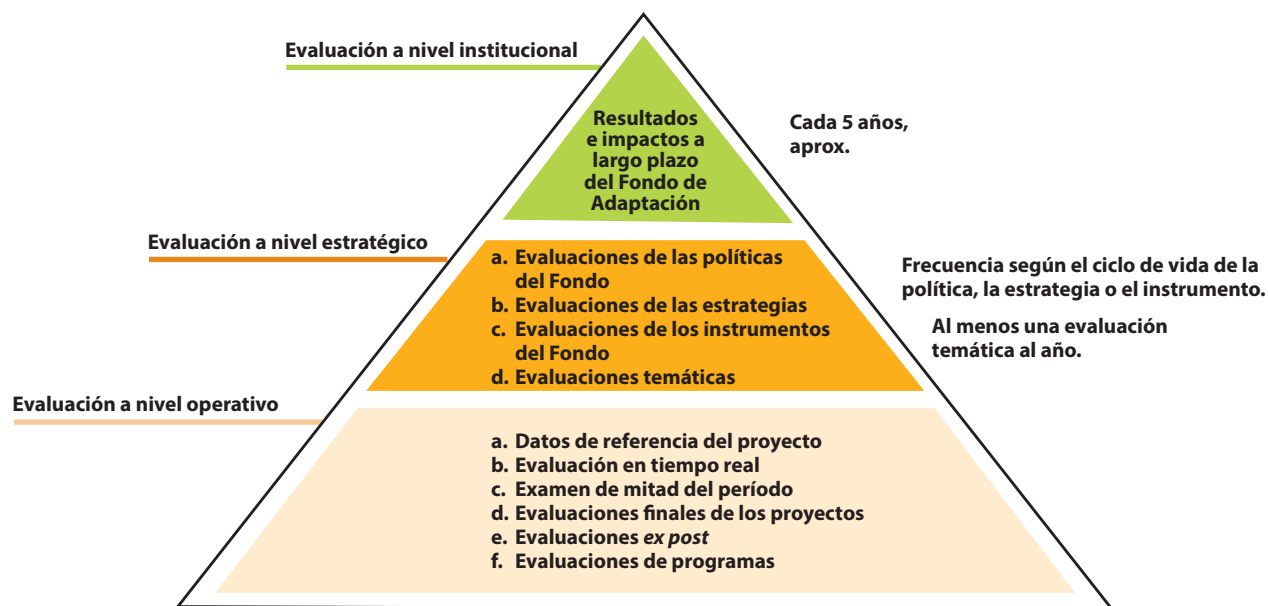 Evaluación a nivel institucional
Resultados
e impactos a
largo plazo
del Fondo de
Adaptación
Cada 5 años,
aprox.
Evaluación a nivel estratégico
a. Evaluaciones de las políticas
del Fondo
b. Evaluaciones de las estrategias
c. Evaluaciones de los instrumentos
del Fondo
d. Evaluaciones temáticas
Frecuencia según el ciclo de vida de la
política, la estrategia o el instrumento.
Al menos una evaluación
temática al año.
Evaluación a nivel operativo
a. Datos de referencia del proyecto
b. Evaluación en tiempo real
c. Examen de mitad del período
d. Evaluaciones finales de los proyectos
e. Evaluaciones ex post
f. Evaluaciones de programas